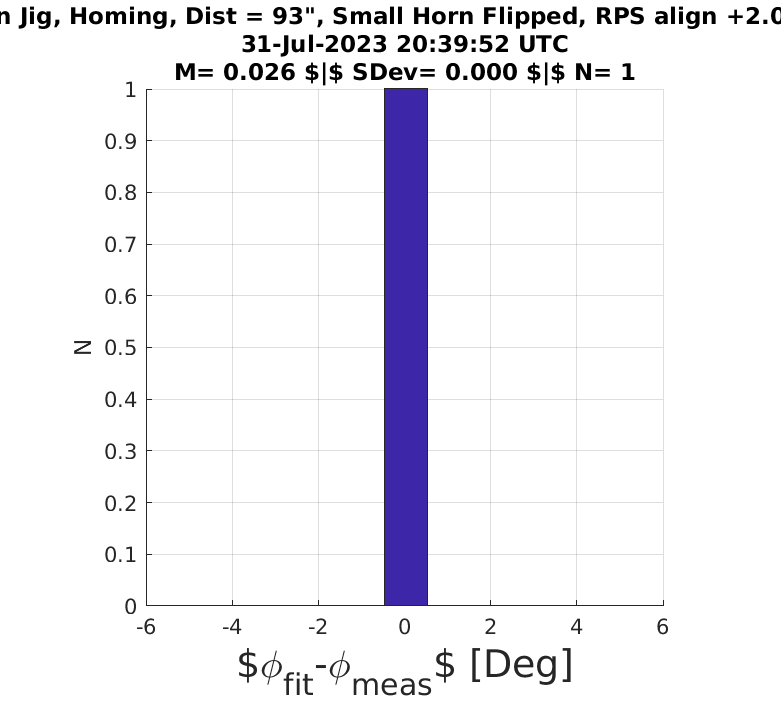 n Jig, Homing, Dist = 93", Small Horn Flipped, RPS align +2.0
31-Jul-2023 20:39:52 UTC
M= 0.026 $|$ SDev= 0.000 $|$ N= 1
1
0.9
0.8
0.7
0.6
0.5
0.4
0.3
0.2
0.1
0
N
-6 -4 -2 0 2 4 6
$ϕfit-ϕmeas$ [Deg]